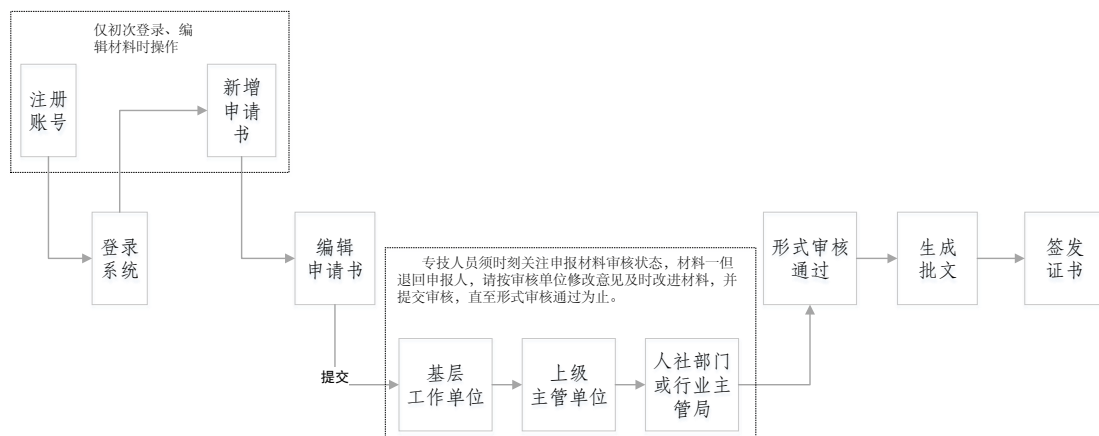 仅初次登录、编
辑材料时操作
注册
账号
新增
申请
书
登录
系统
编辑
申请书
提交
专技人员须时刻关注申报材料审核状态，材料一但
退回申报人，请按审核单位修改意见及时改进材料，并
提交审核，直至形式审核通过为止。
基层
工作单位
上级
主管单位
人社部门
或行业主
管局
形式审核
通过
生成
批文
签发
证书